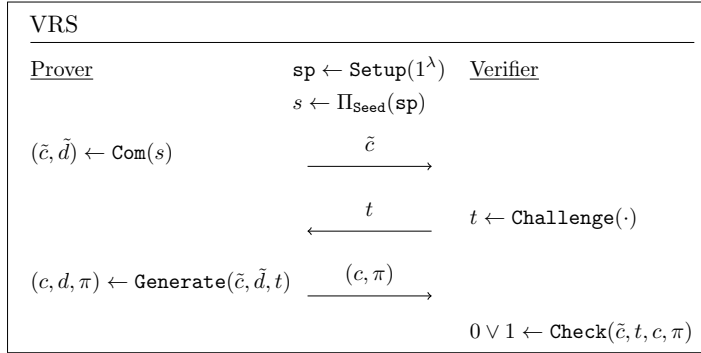 VRS
Prover sp ← Setup(1^λ) Verifier
s ← Π_Seed(sp)
(c̃, d̃) ← Com(s) c̃
t t ← Challenge(·)
(c, d, π) ← Generate(c̃, d̃, t) (c, π)
0 ∨ 1 ← Check(c̃, t, c, π)